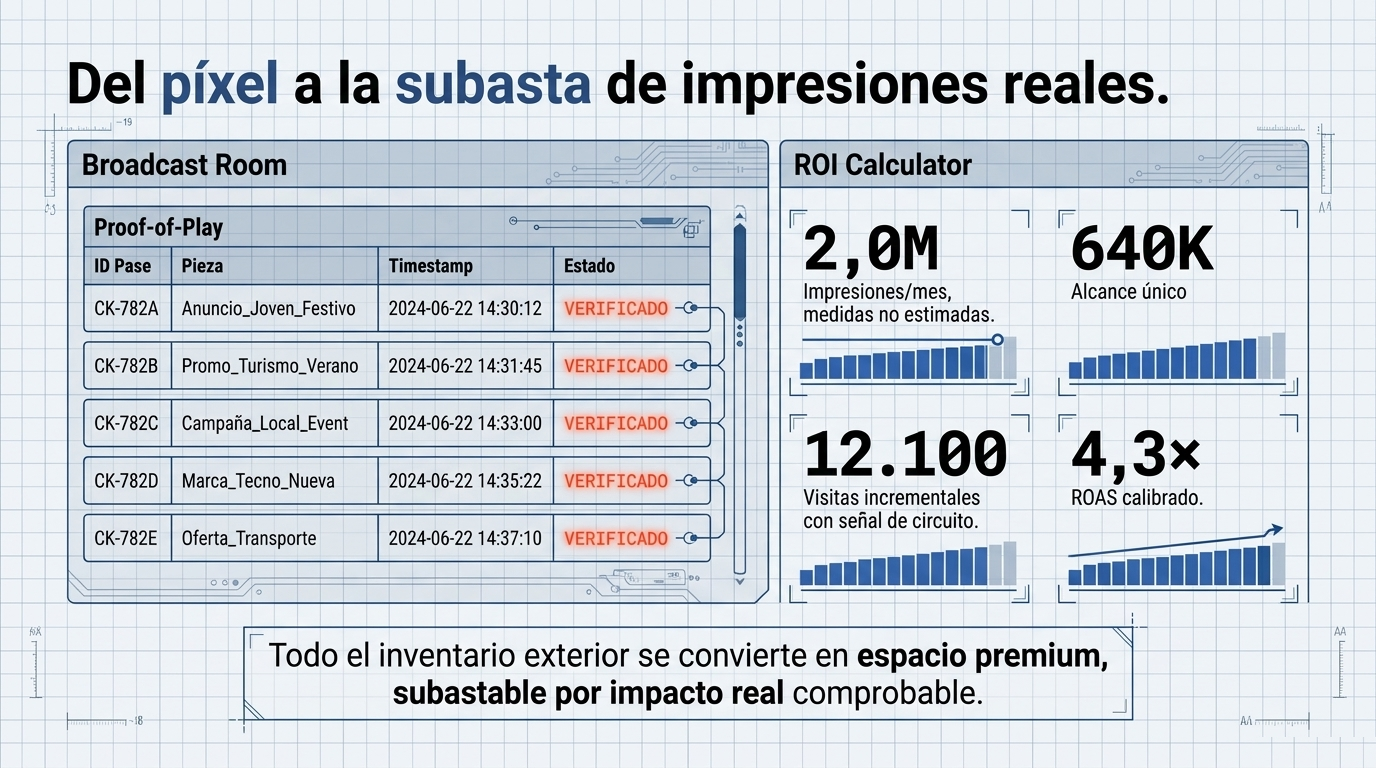 Del píxel a la subasta de impresiones reales.
-19
Broadcast Room
Proof-of-Play
ID Pase Pieza Timestamp Estado
CK-782A Anuncio_Joven_Festivo 2024-06-22 14:30:12 VERIFICADO
CK-782B Promo_Turismo_Verano 2024-06-22 14:31:45 VERIFICADO
CK-782C Campaña_Local_Event 2024-06-22 14:33:00 VERIFICADO
CK-782D Marca_Tecno_Nueva 2024-06-22 14:35:22 VERIFICADO
CK-782E Oferta_Transporte 2024-06-22 14:37:10 VERIFICADO
ROI Calculator
2,0M
Impresiones/mes,
medidas no estimadas.
640K
Alcance único
12.100
Visitas incrementales
con señal de circuito.
4,3×
ROAS calibrado.
Todo el inventario exterior se convierte en espacio premium,
subastable por impacto real comprobable.
AA
-18